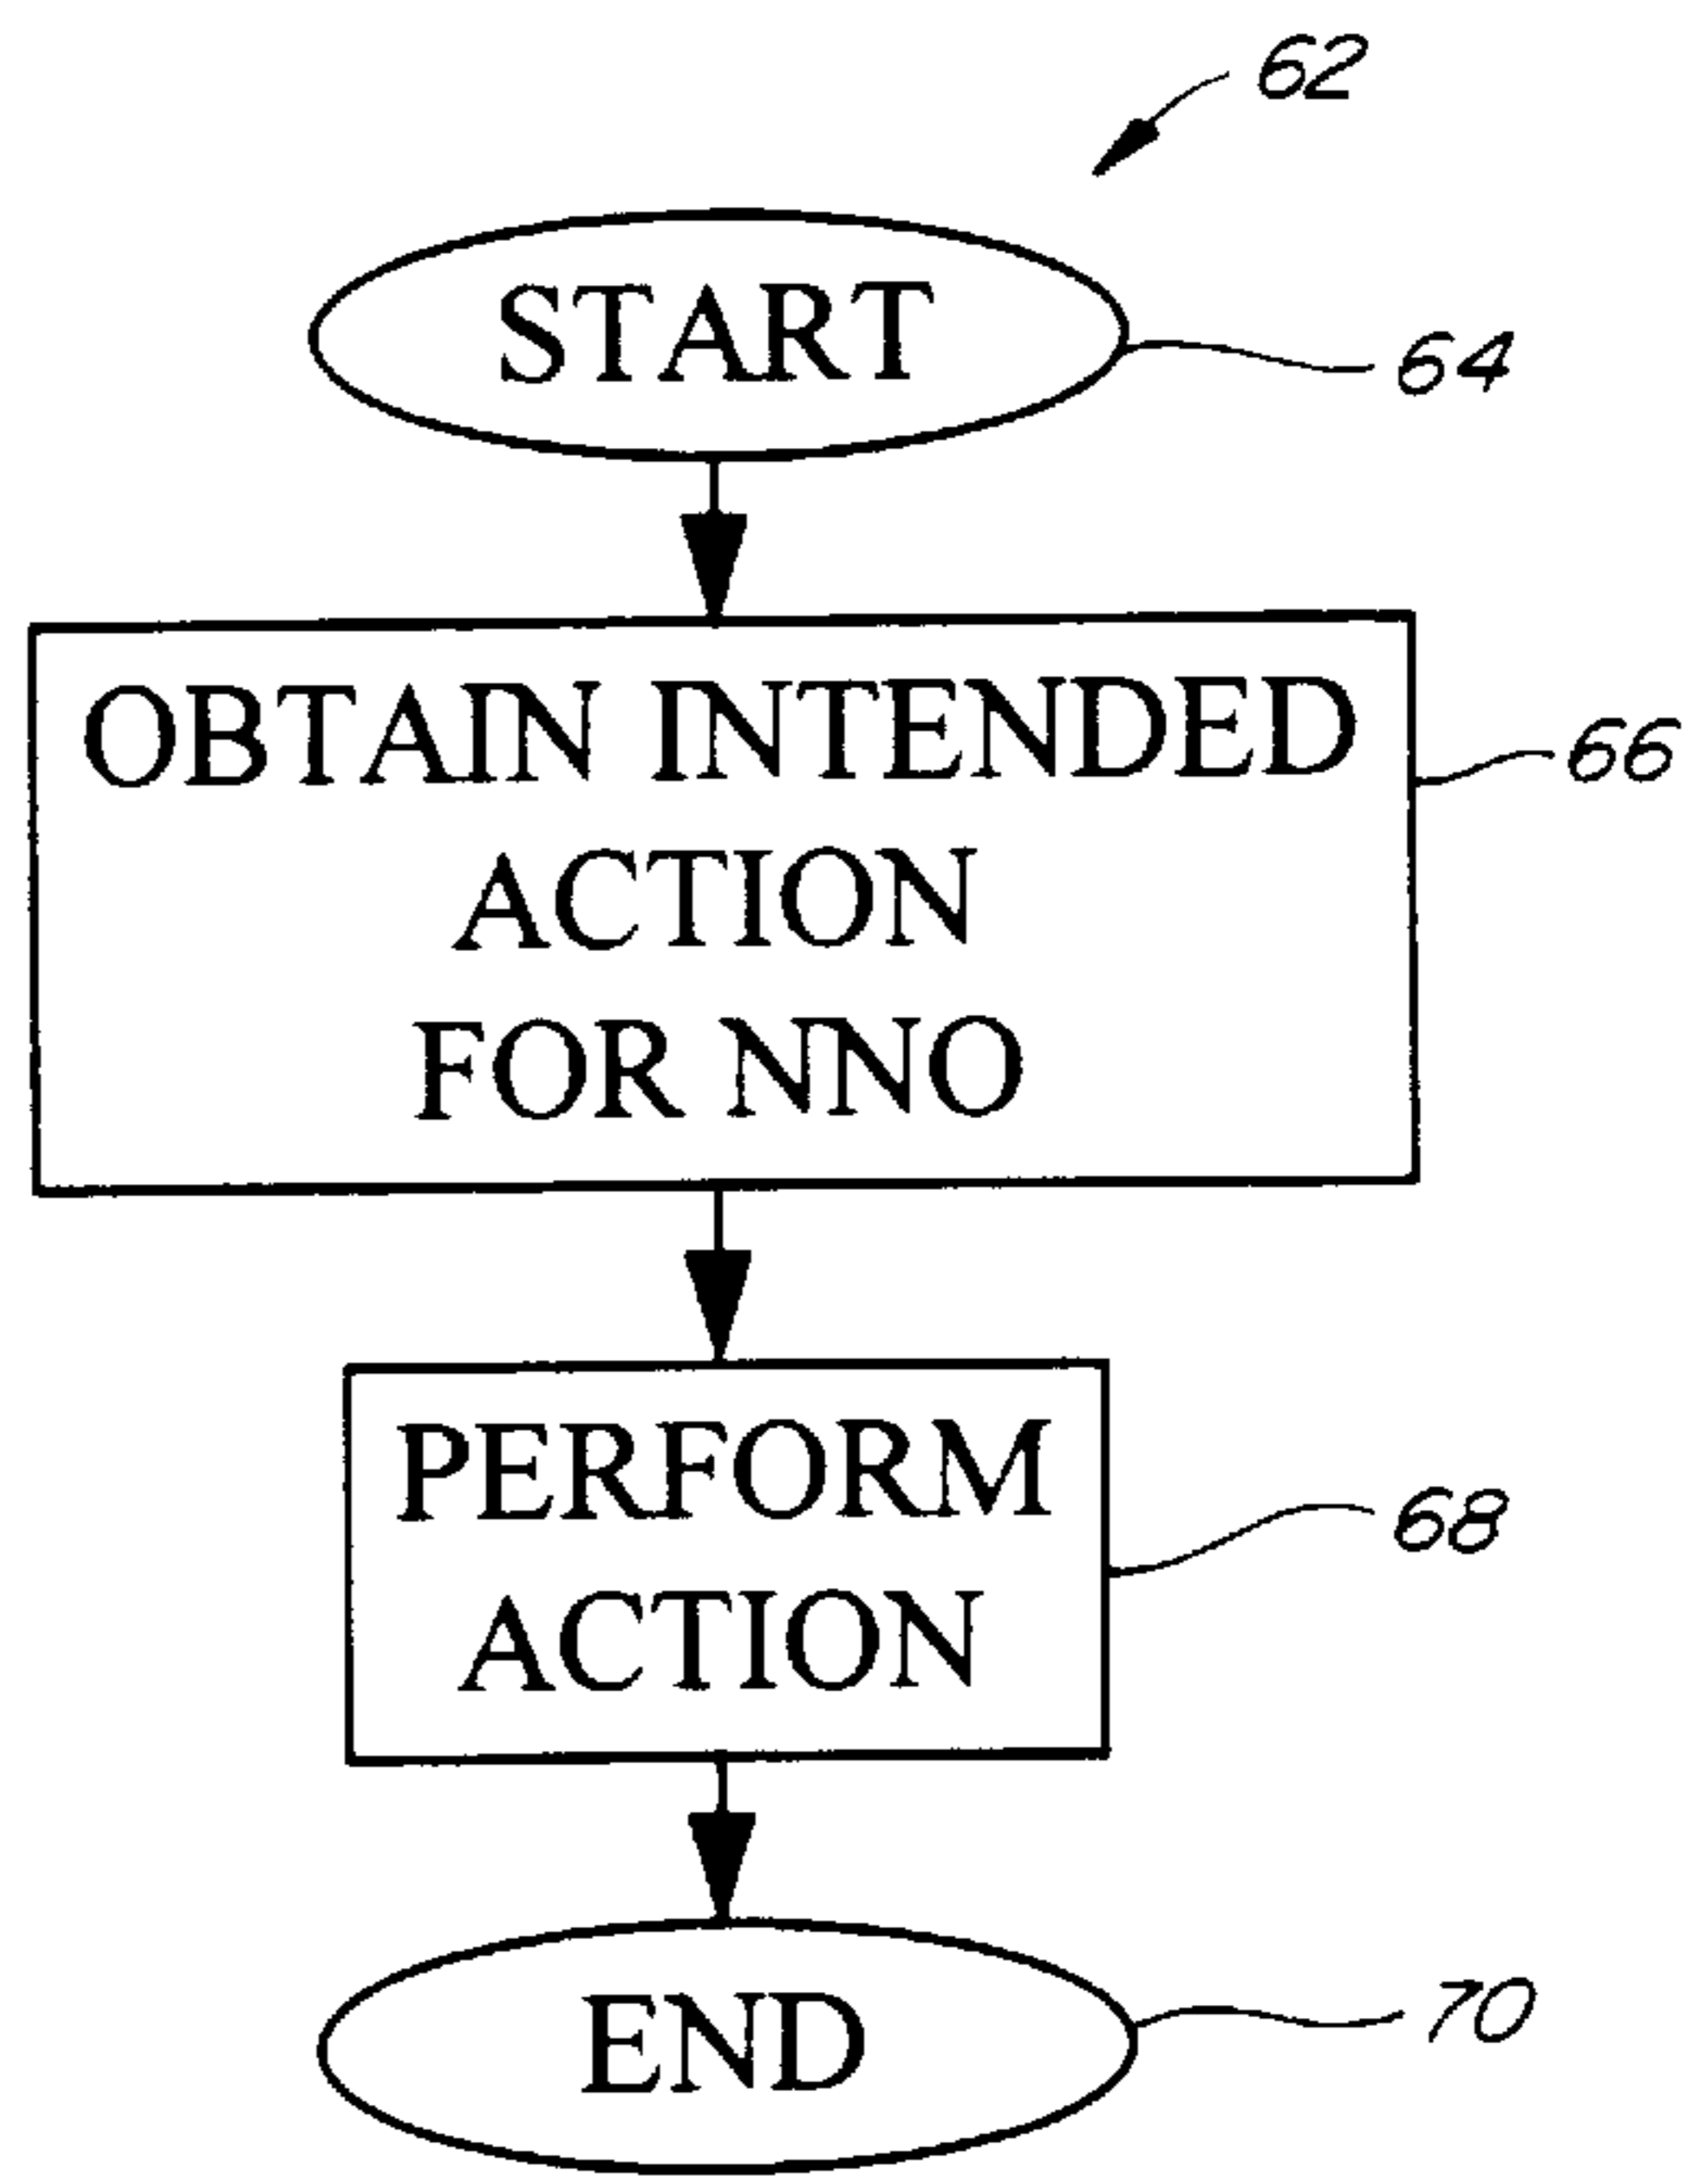 62
START
64
OBTAIN INTENDED
66
ACTION
FOR NNO
PERFORM
68
ACTION
END
70